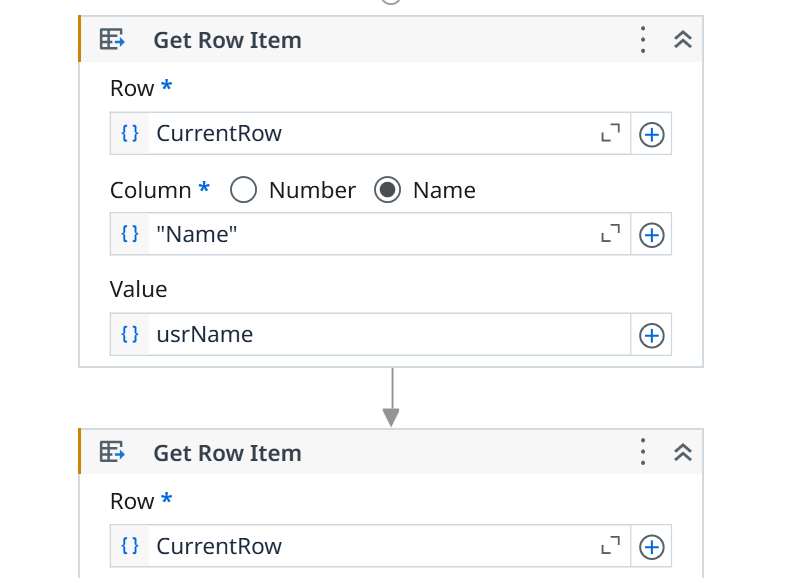 Get Row Item
Row *
{} CurrentRow
Column * Number Name
{} "Name"
Value
{} usrName
Get Row Item
Row *
{} CurrentRow